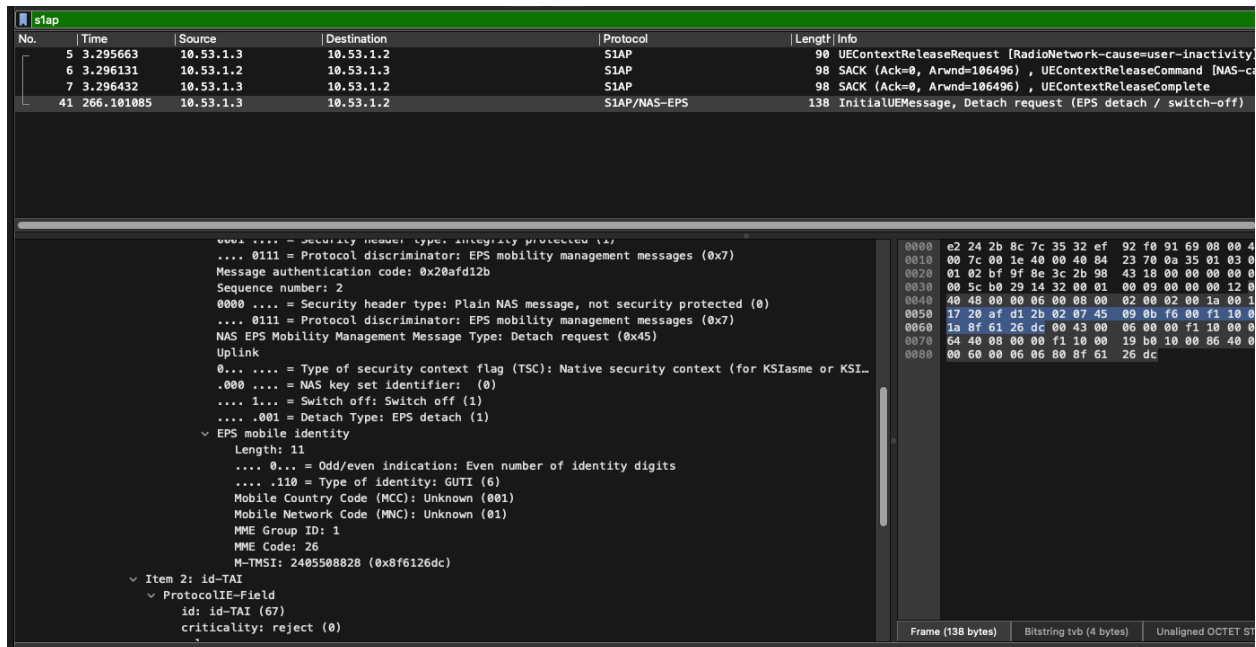 s1ap
No. Time Source Destination Protocol Length Info
5 3.295663 10.53.1.3 10.53.1.2 S1AP 90 UEContextReleaseRequest [RadioNetwork-cause=user-inactivity]
6 3.296131 10.53.1.2 10.53.1.3 S1AP 98 SACK (Ack=0, Arwnd=106496) , UEContextReleaseCommand [NAS-ca
7 3.296432 10.53.1.3 10.53.1.2 S1AP 98 SACK (Ack=0, Arwnd=106496) , UEContextReleaseComplete
41 266.101085 10.53.1.3 10.53.1.2 S1AP/NAS-EPS 138 InitialUEMessage, Detach request (EPS detach / switch-off)
0001 .... = Security header type: Integrity protected (1)
.... 0111 = Protocol discriminator: EPS mobility management messages (0x7)
Message authentication code: 0x20afd12b
Sequence number: 2
0000 .... = Security header type: Plain NAS message, not security protected (0)
.... 0111 = Protocol discriminator: EPS mobility management messages (0x7)
NAS EPS Mobility Management Message Type: Detach request (0x45)
Uplink
0... .... = Type of security context flag (TSC): Native security context (for KSIasme or KSI…
.000 .... = NAS key set identifier: (0)
.... 1... = Switch off: Switch off (1)
.... .001 = Detach Type: EPS detach (1)
EPS mobile identity
Length: 11
.... 0... = Odd/even indication: Even number of identity digits
.... .110 = Type of identity: GUTI (6)
Mobile Country Code (MCC): Unknown (001)
Mobile Network Code (MNC): Unknown (01)
MME Group ID: 1
MME Code: 26
M-TMSI: 2405508828 (0x8f6126dc)
Item 2: id-TAI
ProtocolIE-Field
id: id-TAI (67)
criticality: reject (0)
0000 e2 24 2b 8c 7c 35 32 ef 92 f0 91 69 08 00 4
0010 00 7c 00 1e 40 00 40 84 23 70 0a 35 01 03 0
0020 01 02 bf 9f 8e 3c 2b 98 43 18 00 00 00 00 0
0030 00 5c b0 29 14 32 00 01 00 09 00 00 00 12 0
0040 40 48 00 00 06 00 08 00 02 00 02 00 1a 00 1
0050 17 20 af d1 2b 02 07 45 09 0b f6 00 f1 10 0
0060 1a 8f 61 26 dc 00 43 00 06 00 00 f1 10 00 0
0070 64 40 08 00 00 f1 10 00 19 b0 10 00 86 40 0
0080 00 60 00 06 06 80 8f 61 26 dc
Frame (138 bytes) Bitstring tvb (4 bytes) Unaligned OCTET ST